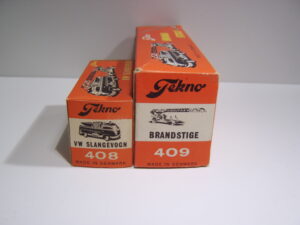 Tekno
VW SLANGEVOGN
408
MADE IN DENMARK
Tekno
BRANDSTIGE
409
MADE IN DENMARK